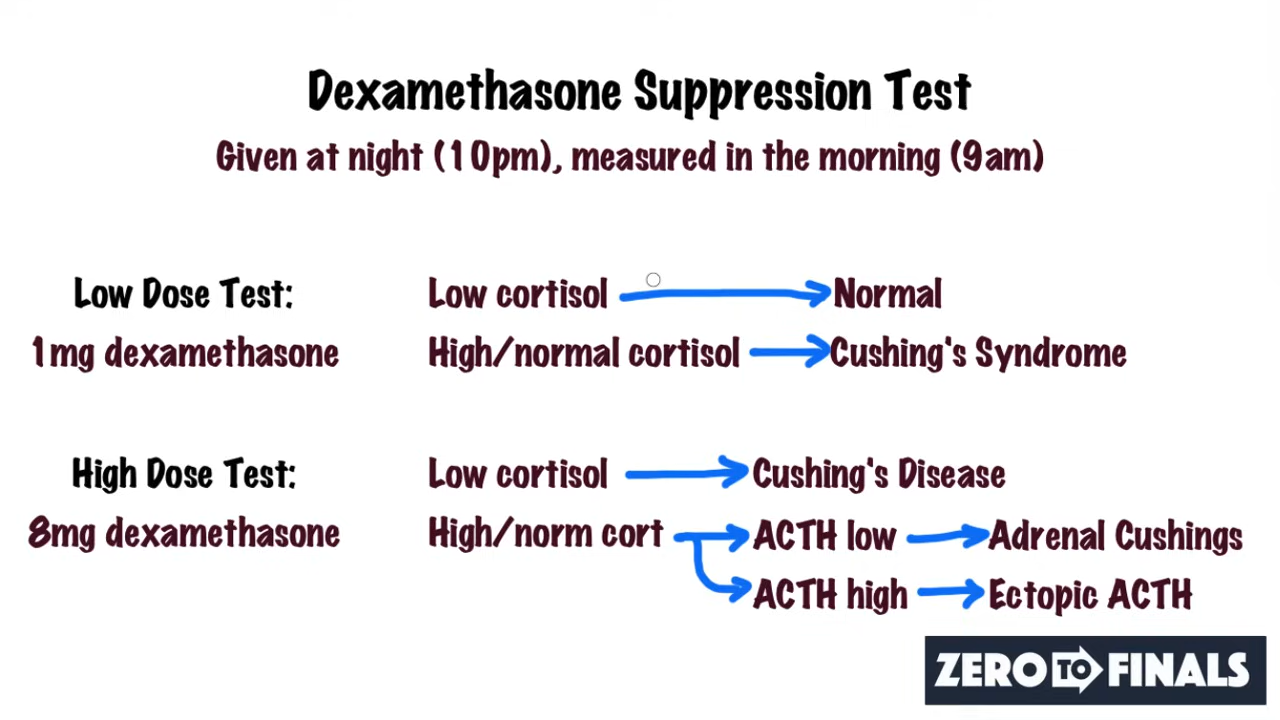 Dexamethasone Suppression Test
Given at night (10pm), measured in the morning (9am)
Low Dose Test:
1mg dexamethasone
Low cortisol
Normal
High/normal cortisol
Cushing's Syndrome
High Dose Test:
8mg dexamethasone
Low cortisol
Cushing's Disease
High/norm cort
ACTH low
Adrenal Cushings
ACTH high
Ectopic ACTH
ZERO TO FINALS